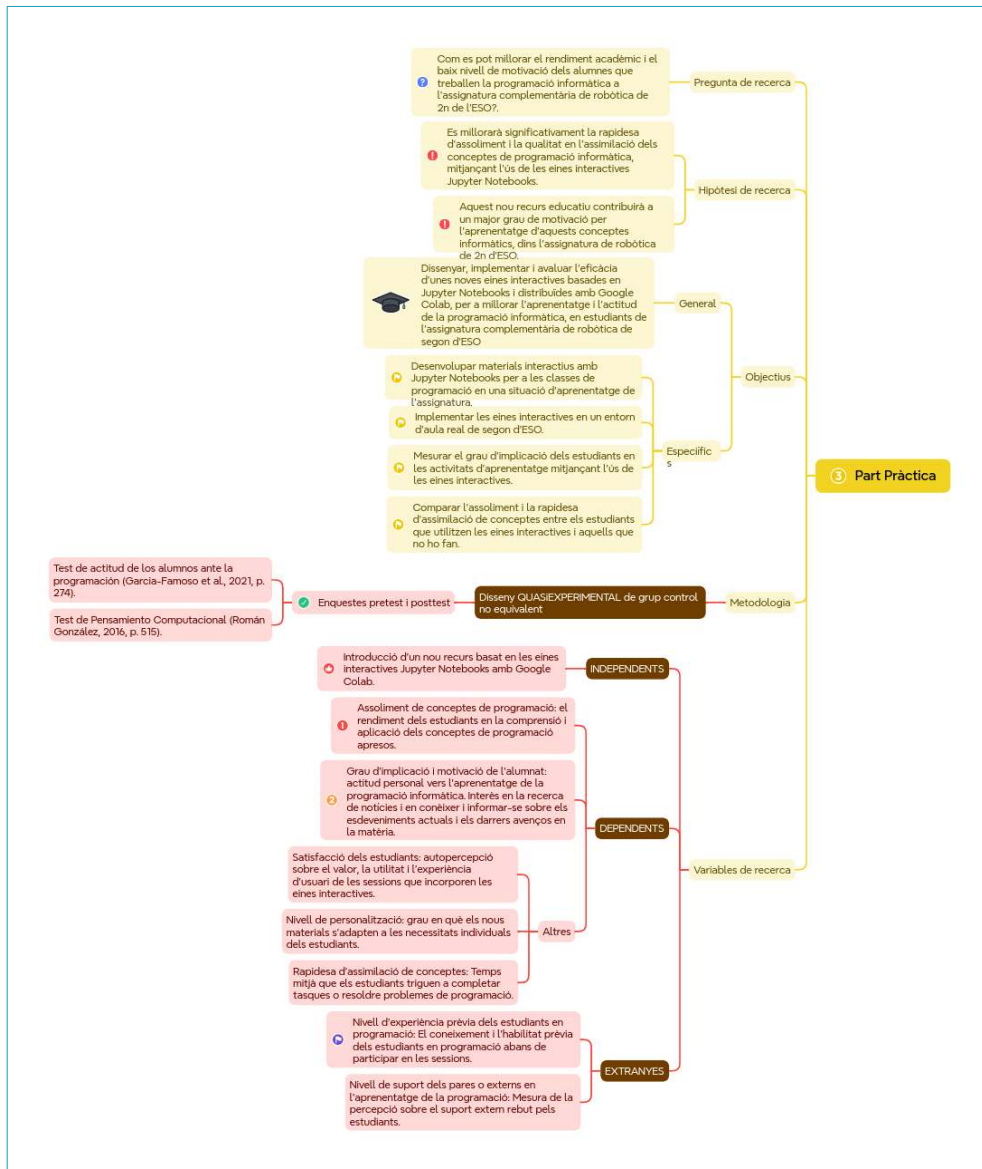 Com es pot millorar el rendiment acadèmic i el
baix nivell de motivació dels alumnes que
treballen la programació informàtica a
l'assignatura complementària de robòtica de
2n de l'ESO?.
Pregunta de recerca
Es millorarà significativament la rapidesa
d'assoliment i la qualitat en l'assimilació dels
conceptes de programació informàtica,
mitjançant l'ús de les eines interactives
Jupyter Notebooks.
Hipòtesi de recerca
Aquest nou recurs educatiu contribuirà a
un major grau de motivació per
l'aprenentatge d'aquests conceptes
informàtics, dins l'assignatura de robòtica
de 2n d'ESO.
Dissenyar, implementar i avaluar l'eficàcia
d'unes noves eines interactives basades en
Jupyter Notebooks i distribuïdes amb Google
Colab, per a millorar l'aprenentatge i l'actitud
de la programació informàtica, en estudiants de
l'assignatura complementària de robòtica de
segon d'ESO
General
Desenvolupar materials interactius amb
Jupyter Notebooks per a les classes de
programació en una situació d'aprenentatge de
l'assignatura.
Objectius
Implementar les eines interactives en un entorn
d'aula real de segon d'ESO.
Especiífic
s
Mesurar el grau d'implicació dels estudiants en
les activitats d'aprenentatge mitjançant l'ús de
les eines interactives.
3 Part Pràctica
Comparar l'assoliment i la rapidesa
d'assimilació de conceptes entre els estudiants
que utilitzen les eines interactives i aquells que
no ho fan.
Test de actitud de los alumnos ante la
programación (Garcia-Famoso et al., 2021, p.
274).
Test de Pensamiento Computacional (Román
González, 2016, p. 515).
Enquestes pretest i posttest
Disseny QUASiEXPERIMENTAL de grup control
no equivalent
Metodologia
Introducció d'un nou recurs basat en les eines
interactives Jupyter Notebooks amb Google
Colab.
INDEPENDENTS
1
Assoliment de conceptes de programació: el
rendiment dels estudiants en la comprensió i
aplicació dels conceptes de programació
apresos.
2
Grau d'implicació i motivació de l'alumnat:
actitud personal vers l'aprenentatge de la
programació informàtica. Interès en la recerca
de notícies i en conèixer i informar-se sobre els
esdeveniments actuals i els darrers avenços en
la matèria.
DEPENDENTS
Variables de recerca
Satisfacció dels estudiants: autopercepció
sobre el valor, la utilitat i l'experiència
d'usuari de les sessions que incorporen les
eines interactives.
Nivell de personalització: grau en què els nous
materials s'adapten a les necessitats individuals
dels estudiants.
Altres
Rapidesa d'assimilació de conceptes: Temps
mitjà que els estudiants triguen a completar
tasques o resoldre problemes de programació.
Nivell d'experiència prèvia dels estudiants en
programació: El coneixement i l'habilitat prèvia
dels estudiants en programació abans de
participar en les sessions.
EXTRANYES
Nivell de suport dels pares o externs en
l'aprenentatge de la programació: Mesura de la
percepció sobre el suport extern rebut pels
estudiants.